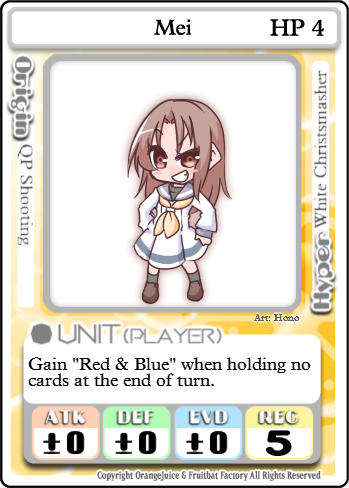 Mei HP 4
Origin QP Shooting
Hyper White Christsmasher
Art: Hono
UNIT(PLAYER)
Gain "Red & Blue" when holding no
cards at the end of turn.
ATK DEF EVD REC
±0 ±0 ±0 5
Copyright OrangeJuice & Fruitbat Factory All Rights Reserved